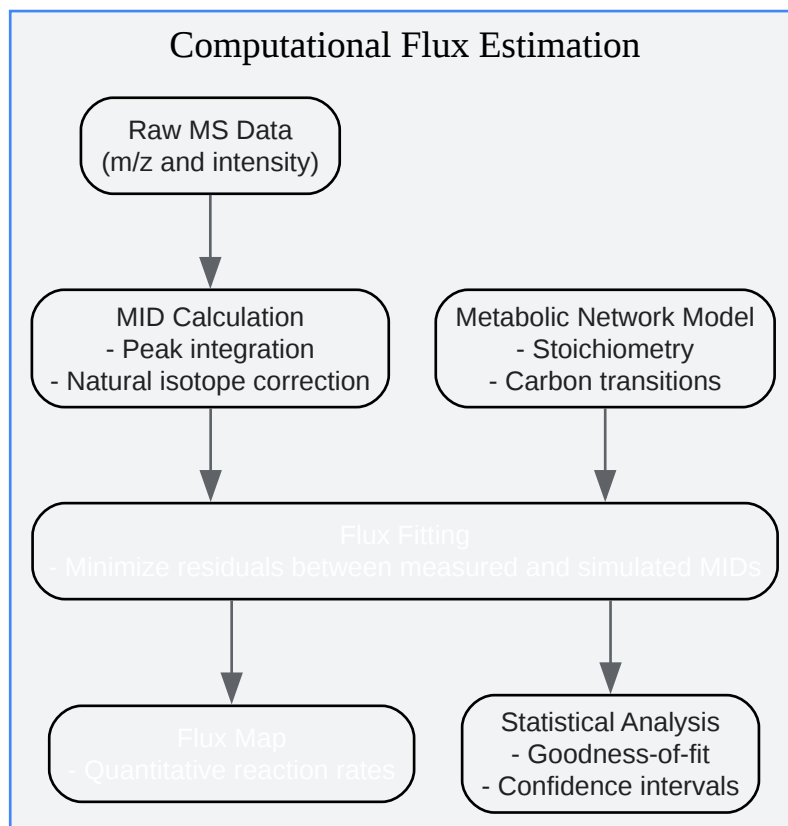 Computational Flux Estimation
Raw MS Data
(m/z and intensity)
MID Calculation
- Peak integration
- Natural isotope correction
Metabolic Network Model
- Stoichiometry
- Carbon transitions
Flux Fitting
- Minimize residuals between measured and simulated MIDs
Flux Map
- Quantitative reaction rates
Statistical Analysis
- Goodness-of-fit
- Confidence intervals